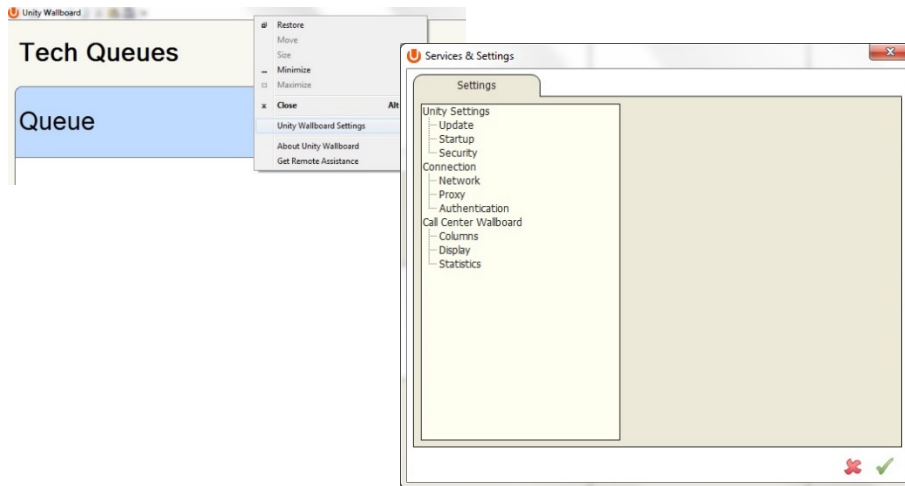 Unity Wallboard
Tech Queues
Queue
Restore
Move
Size
Minimize
Maximize
x Close Alt
Unity Wallboard Settings
About Unity Wallboard
Get Remote Assistance
Services & Settings
Settings
Unity Settings
Update
Startup
Security
Connection
Network
Proxy
Authentication
Call Center Wallboard
Columns
Display
Statistics